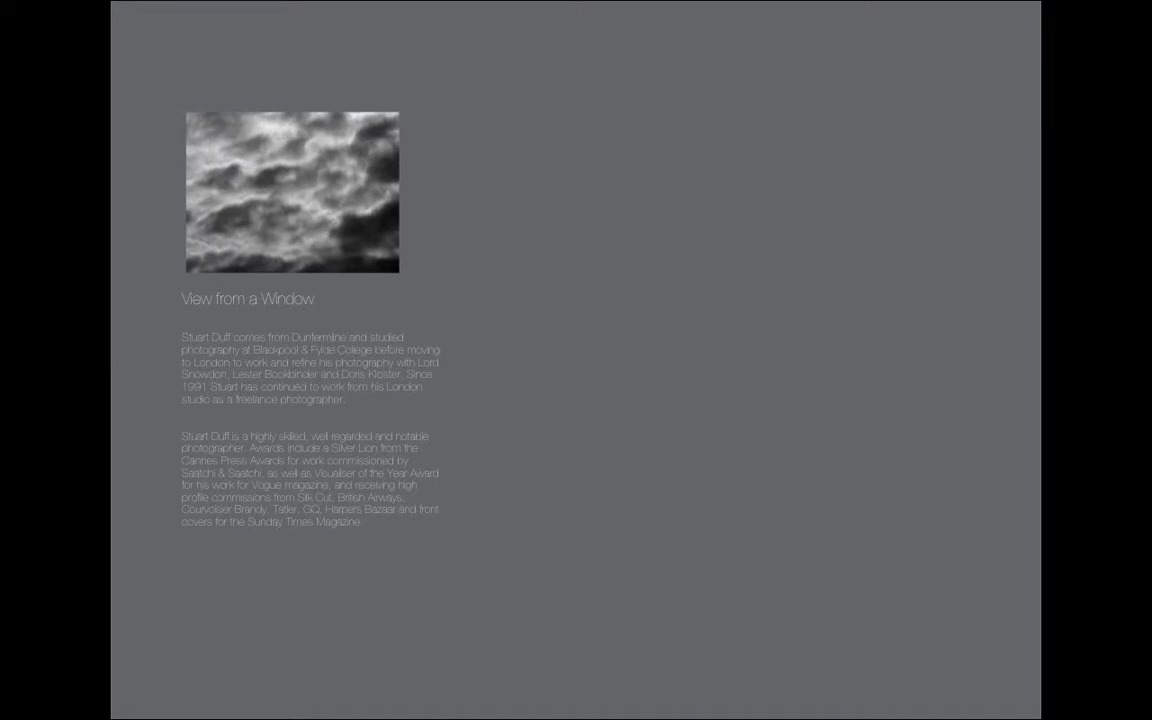 View from a Window
Stuart Duff comes from Dunfermline and studied
photography at Blackpool & Fylde College before moving
to London to work and refine his photography with Lord
Snowdon, Lester Bookbinder and Doris Kloster. Since
1991 Stuart has continued to work from his London
studio as a freelance photographer.
Stuart Duff is a highly skilled, well regarded and notable
photographer. Awards include a Silver Lion from the
Cannes Press Awards for work commissioned by
Saatchi & Saatchi, as well as Visualiser of the Year Award
for his work for Vogue magazine, and receiving high
profile commissions from Silk Cut, British Airways,
Courvoisier Brandy, Tatler, GQ, Harpers Bazaar and front
covers for the Sunday Times Magazine.